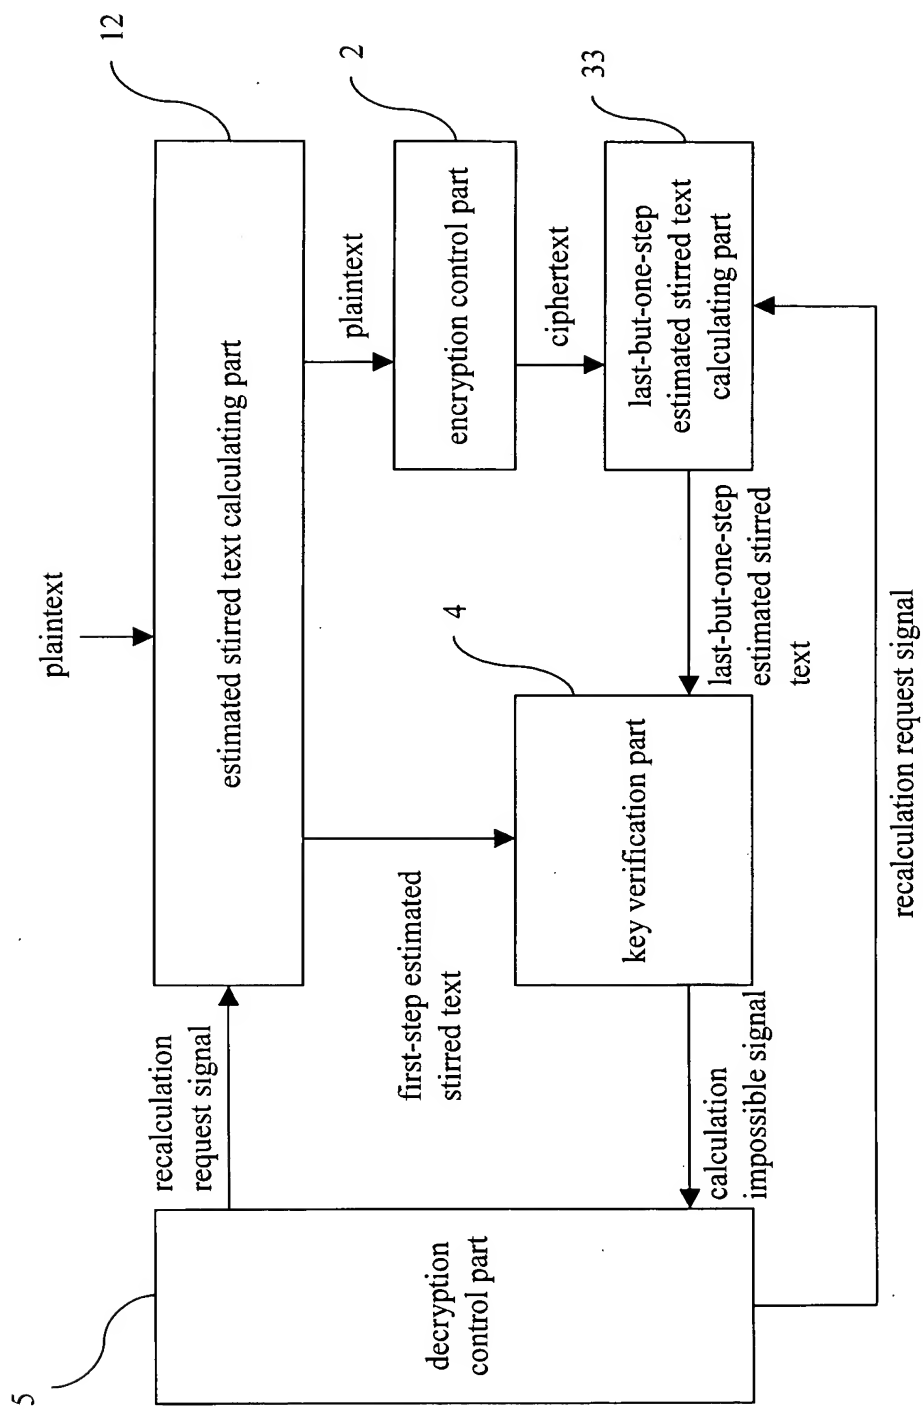 plaintext
12
estimated stirred text calculating part
recalculation
request signal
plaintext
2
encryption control part
first-step estimated
stirred text
ciphertext
5
decryption
control part
4
key verification part
33
last-but-one-step
estimated stirred text
calculating part
calculation
impossible signal
last-but-one-step
estimated stirred
text
recalculation request signal